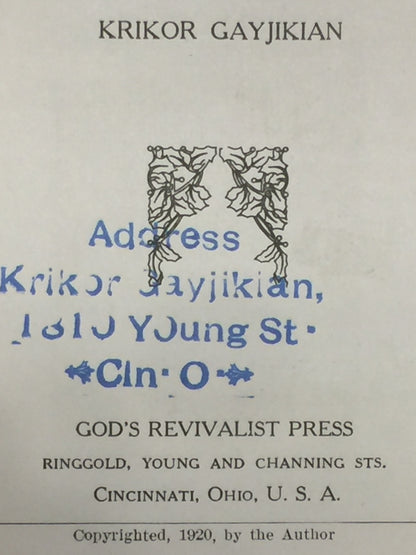 KRIKOR GAYJIKIAN
Address
Krikor Gayjikian,
1810 Young St.
Cin. O.
GOD'S REVIVALIST PRESS
RINGGOLD, YOUNG AND CHANNING STS.
CINCINNATI, OHIO, U. S. A.
Copyrighted, 1920, by the Author